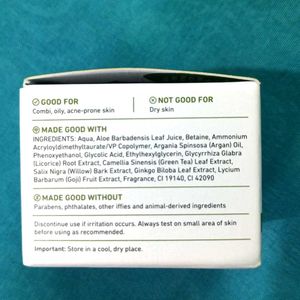 GOOD FOR
Combi, oily, acne-prone skin
NOT GOOD FOR
Dry skin
MADE GOOD WITH
INGREDIENTS: Aqua, Aloe Barbadensis Leaf Juice, Betaine, Ammonium
Acryloyldimethyltaurate/VP Copolymer, Argania Spinosa (Argan) Oil,
Phenoxyethanol, Glycolic Acid, Ethylhexylglycerin, Glycyrrhiza Glabra
(Licorice) Root Extract, Camellia Sinensis (Green Tea) Leaf Extract,
Salix Nigra (Willow) Bark Extract, Ginkgo Biloba Leaf Extract, Lycium
Barbarum (Goji) Fruit Extract, Fragrance, CI 19140, CI 42090
MADE GOOD WITHOUT
Parabens, phthalates, other iffies and animal-derived ingredients
Discontinue use if irritation occurs. Always test on small area of skin
before using as recommended.
Important: Store in a cool, dry place.